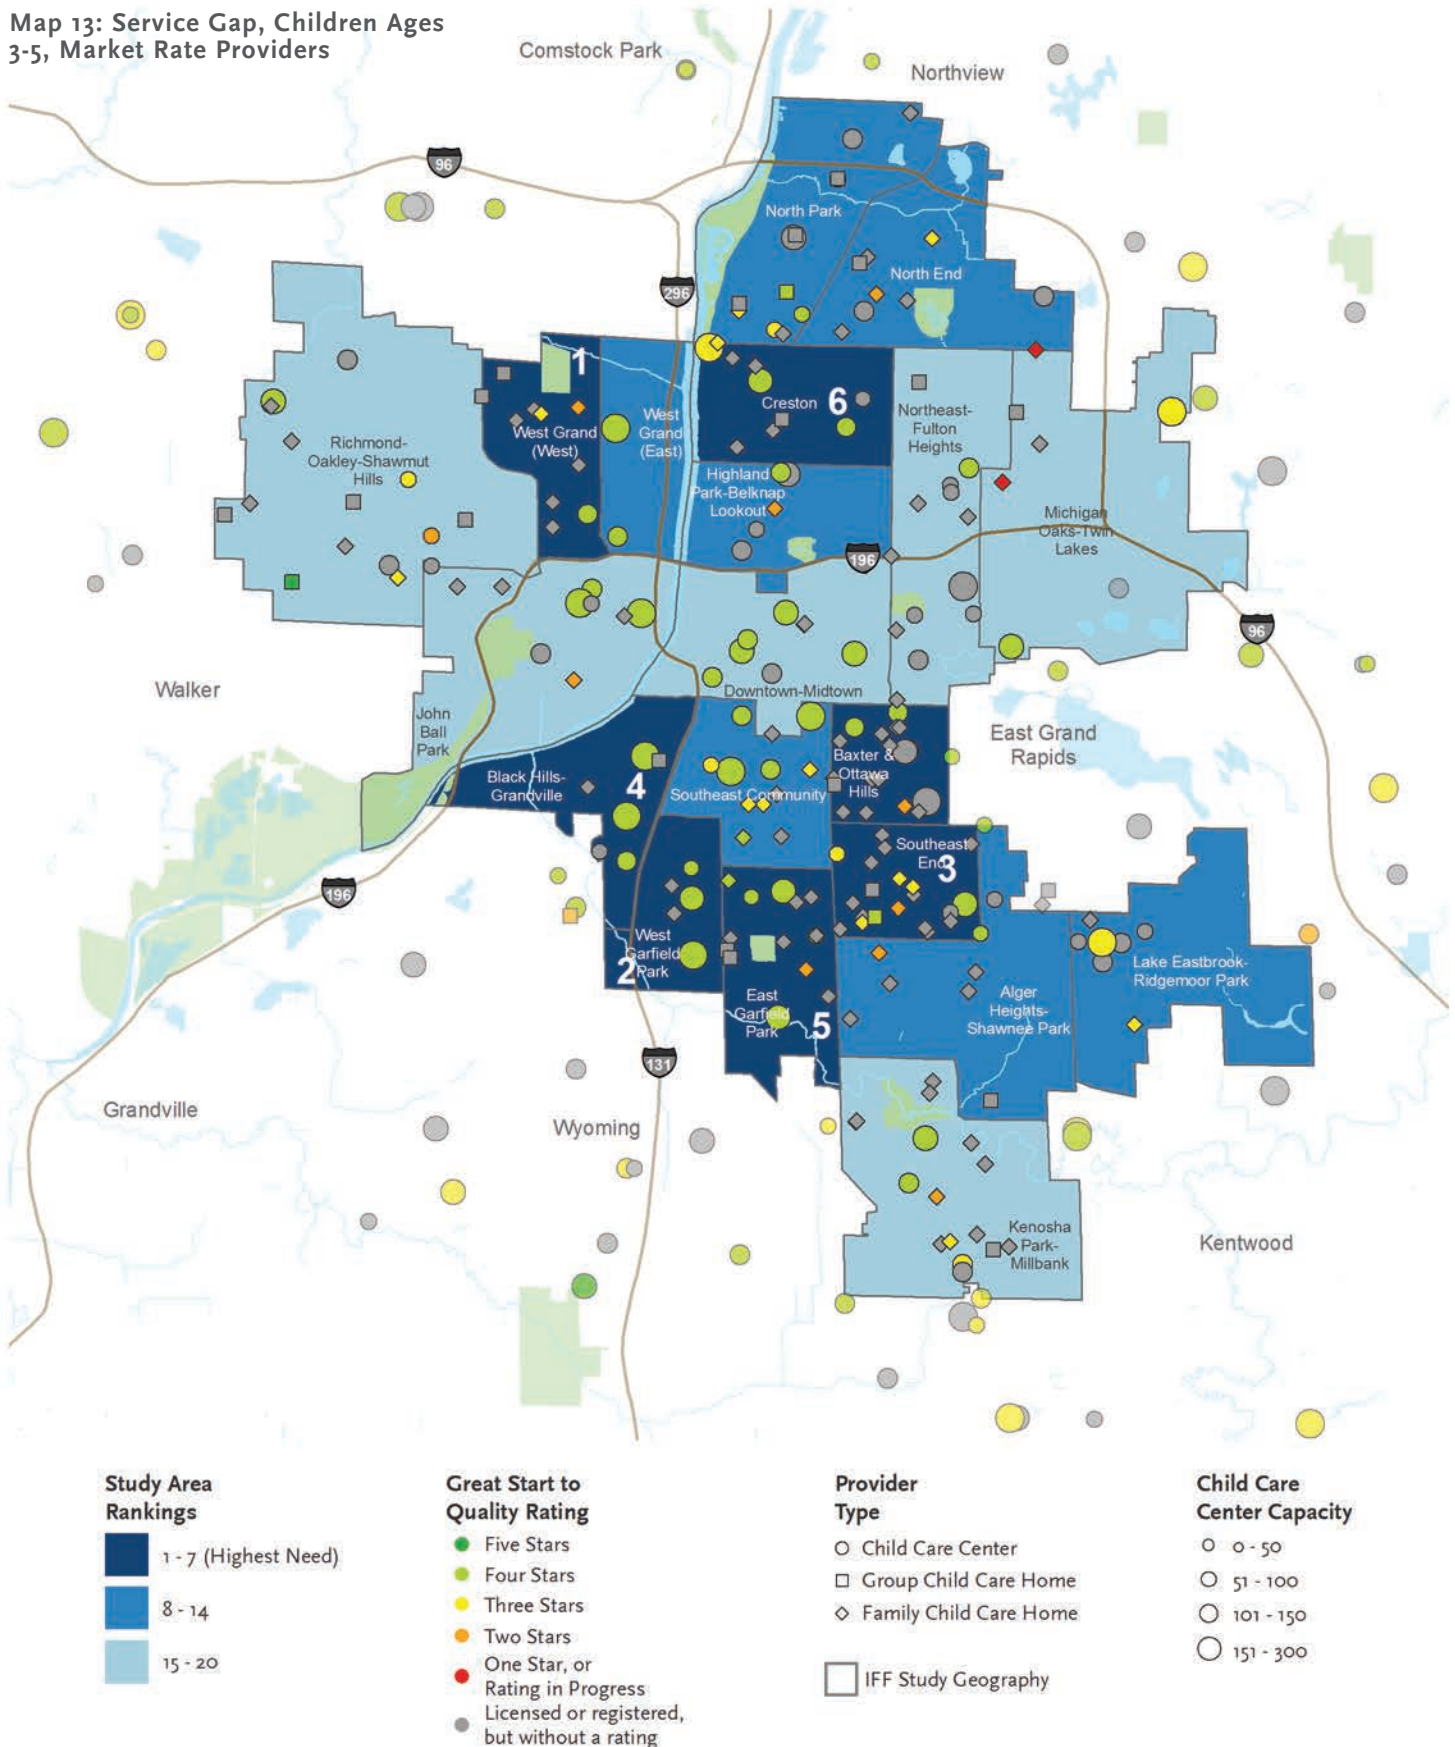 Map 13: Service Gap, Children Ages
3-5, Market Rate Providers
Comstock Park
Northview
96
North Park
North End
296
1
West Grand
(West)
West
Grand
(East)
Creston
6
Northeast-
Fulton
Heights
Richmond-
Oakley-Shawmut
Hills
Highland
Park-Belknap
Lookout
Michigan
Oaks-Twin
Lakes
196
96
Walker
Downtown-Midtown
John
Ball
Park
East Grand
Rapids
Black Hills-
Grandville
4
Southeast Community
Baxter &
Ottawa
Hills
Southeast
End
3
196
West
Garfield
Park
2
East
Garfield
Park
5
Alger
Heights-
Shawnee Park
Lake Eastbrook-
Ridgemoor Park
131
Grandville
Wyoming
Kenosha
Park-
Millbank
Kentwood
Study Area
Rankings
1 - 7 (Highest Need)
8 - 14
15 - 20
Great Start to
Quality Rating
Five Stars
Four Stars
Three Stars
Two Stars
One Star, or
Rating in Progress
Licensed or registered,
but without a rating
Provider
Type
Child Care Center
Group Child Care Home
Family Child Care Home
IFF Study Geography
Child Care
Center Capacity
0 - 50
51 - 100
101 - 150
151 - 300